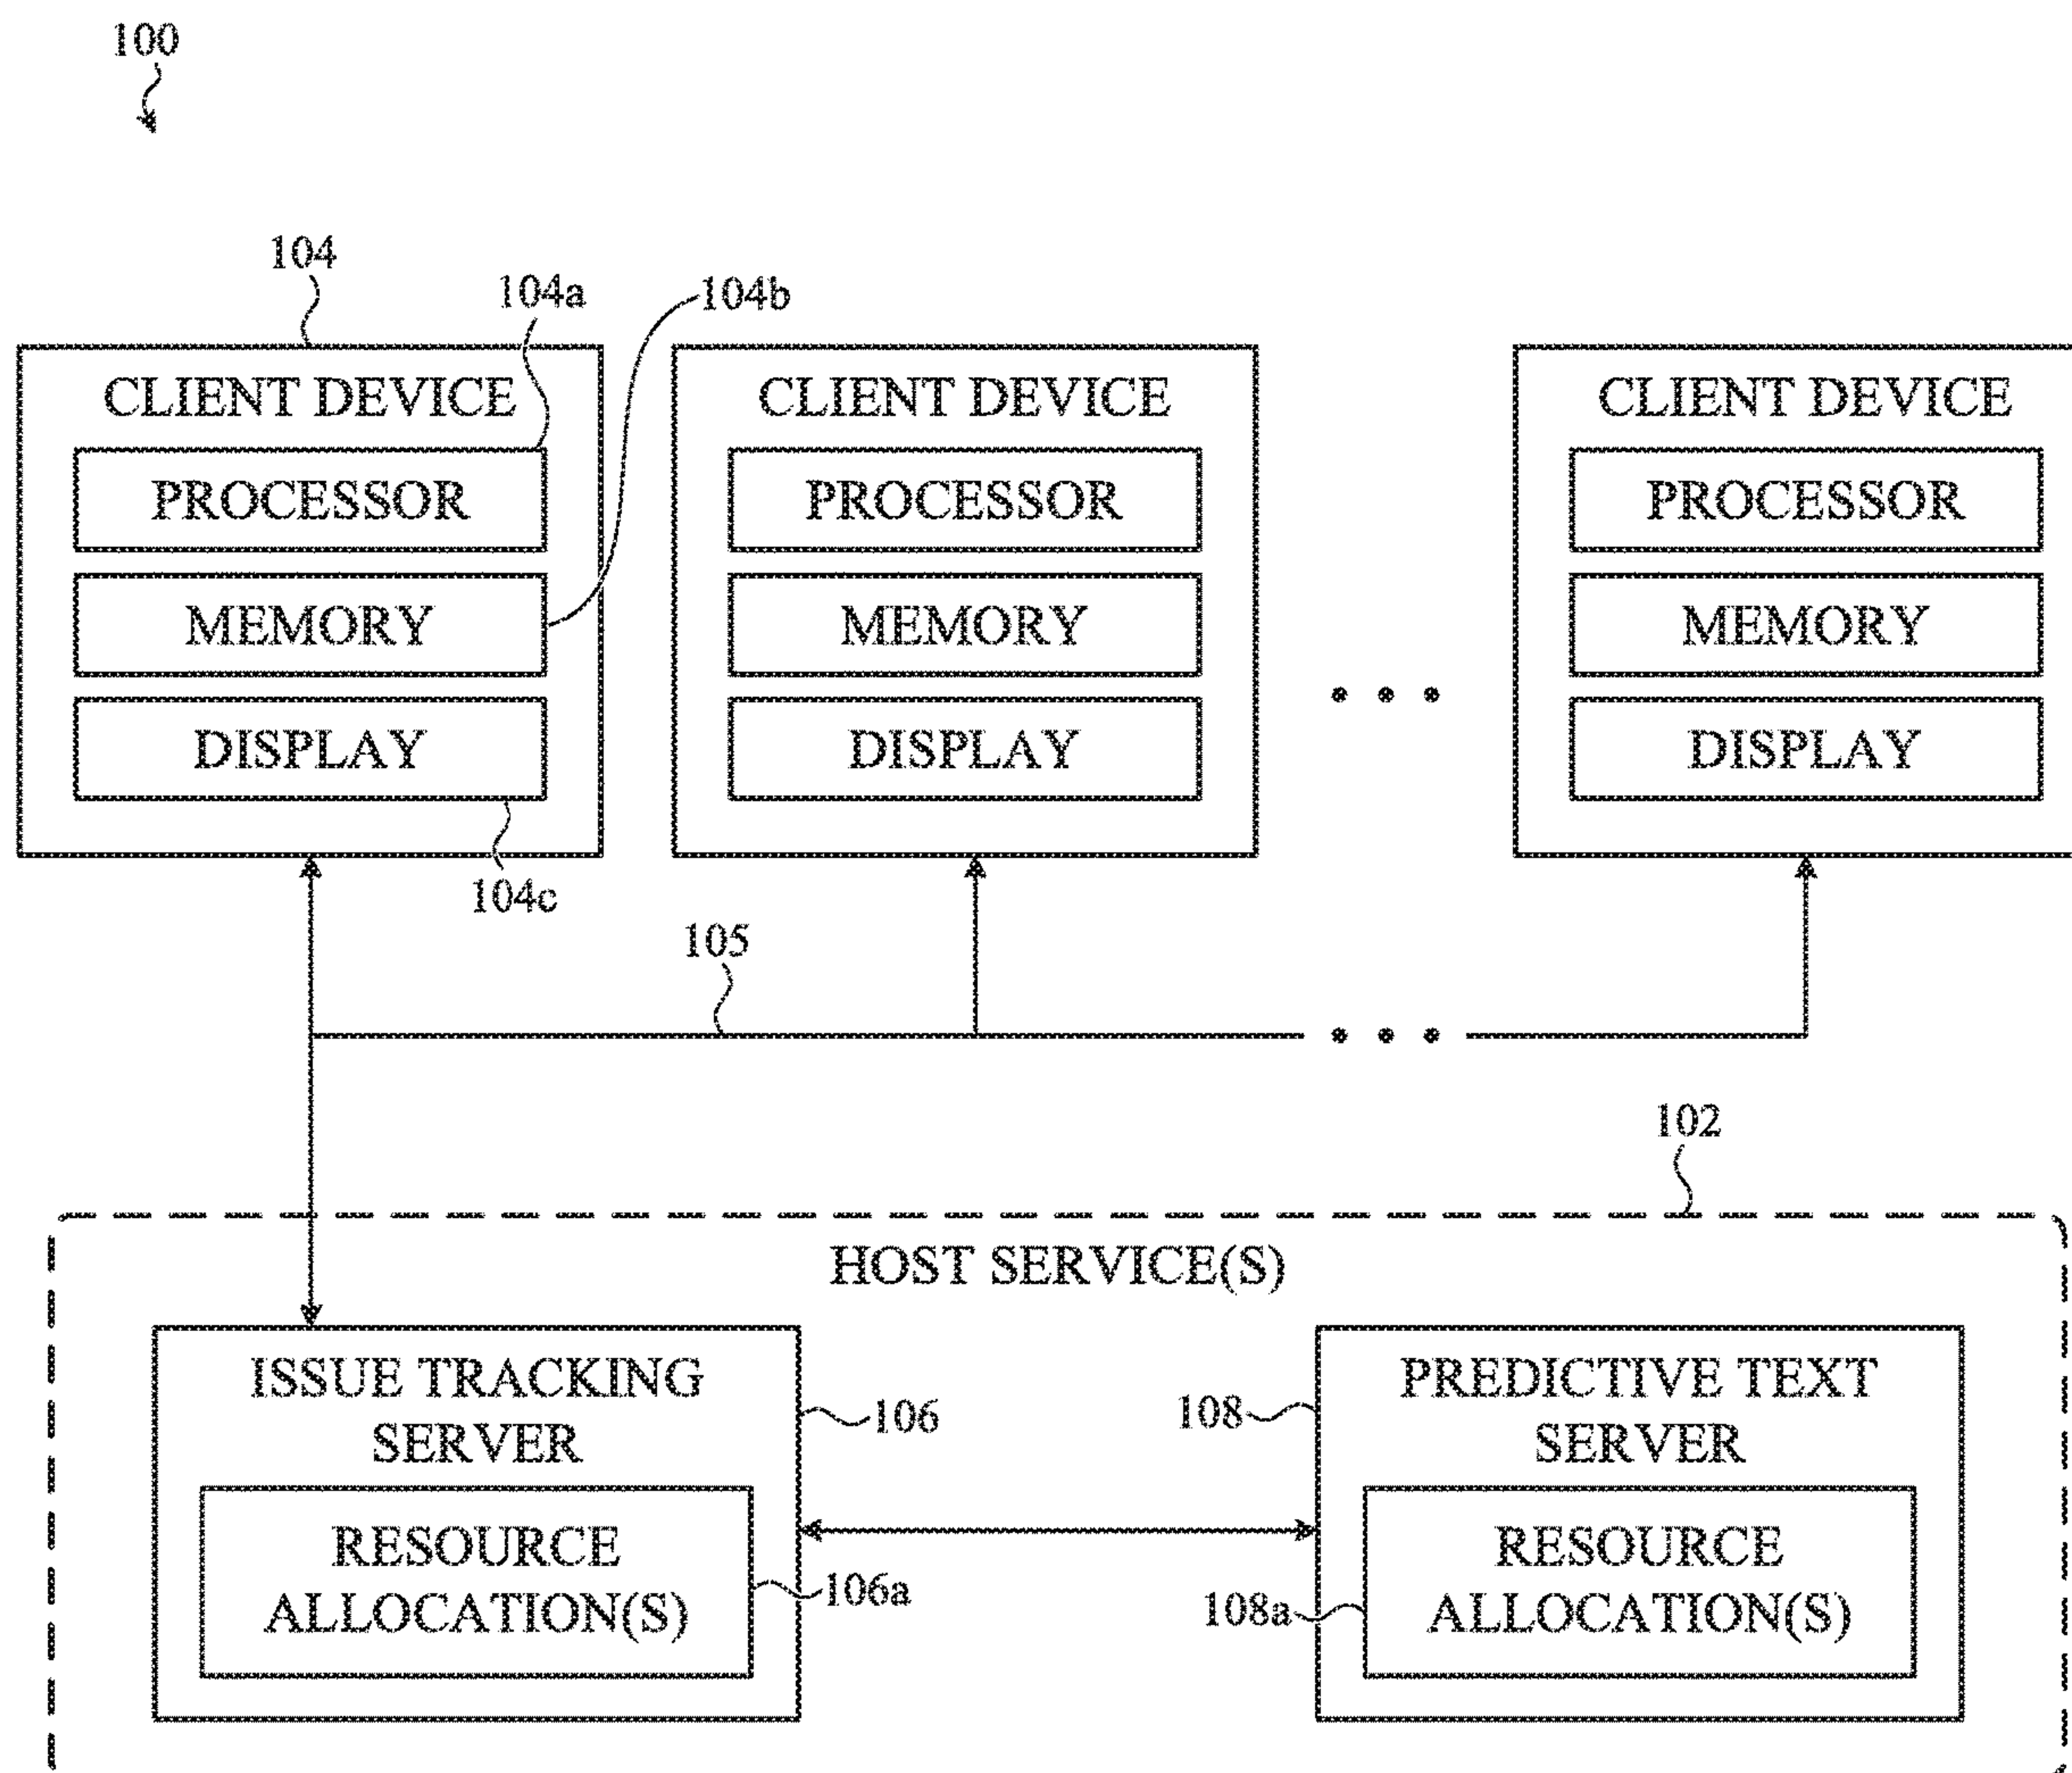 100
104
104a
104b
CLIENT DEVICE
PROCESSOR
MEMORY
DISPLAY
104c
CLIENT DEVICE
PROCESSOR
MEMORY
DISPLAY
CLIENT DEVICE
PROCESSOR
MEMORY
DISPLAY
105
102
HOST SERVICE(S)
ISSUE TRACKING
SERVER
106
RESOURCE
ALLOCATION(S)
106a
PREDICTIVE TEXT
SERVER
108
RESOURCE
ALLOCATION(S)
108a